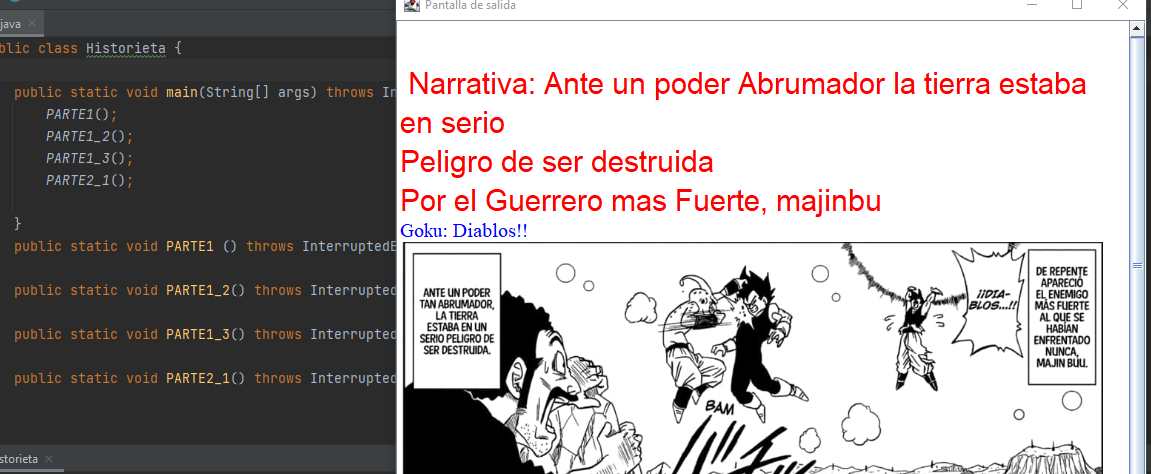 Pantalla de salida
java
blic class Historieta {
public static void main(String[] args) throws In
PARTE1();
PARTE1_2();
PARTE1_3();
PARTE2_1();
}
public static void PARTE1 () throws InterruptedE
public static void PARTE1_2() throws Interrupted
public static void PARTE1_3() throws Interrupted
public static void PARTE2_1() throws Interrupted
storieta
Narrativa: Ante un poder Abrumador la tierra estaba
en serio
Peligro de ser destruida
Por el Guerrero mas Fuerte, majinbu
Goku: Diablos!!
ANTE UN PODER
TAN ABRUMADOR,
LA TIERRA
ESTABA EN UN
SERIO PELIGRO DE
SER DESTRUIDA.
BAM
¡¡DIA-
BLOS...!!
DE REPENTE
APARECIÓ
EL ENEMIGO
MÁS FUERTE
AL QUE SE
HABÍAN
ENFRENTADO
NUNCA,
MAJIN BUU.